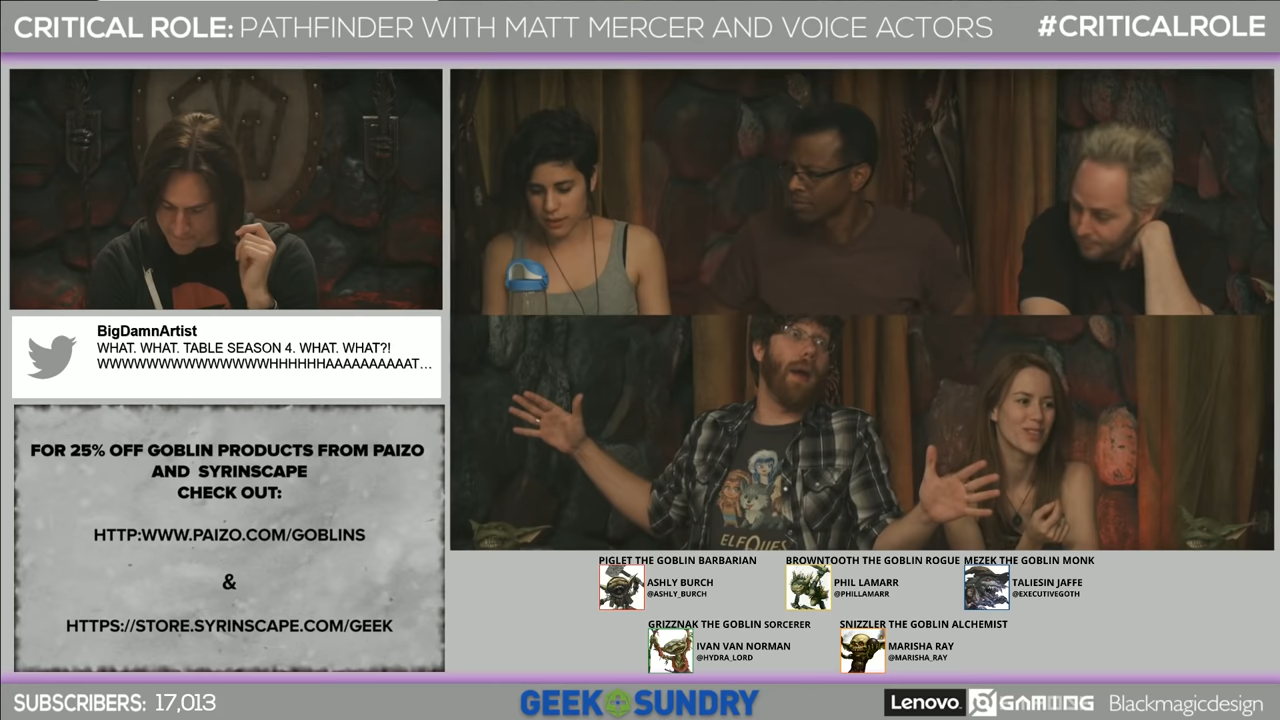 CRITICAL ROLE: PATHFINDER WITH MATT MERCER AND VOICE ACTORS
#CRITICALROLE
BigDamnArtist
WHAT. WHAT. TABLE SEASON 4. WHAT. WHAT?!
WWWWWWWWWWWWWWWHHHHHHAAAAAAAAAAT...
FOR 25% OFF GOBLIN PRODUCTS FROM PAIZO
AND SYRINSCAPE
CHECK OUT:
HTTP:WWW.PAIZO.COM/GOBLINS
&
HTTPS://STORE.SYRINSCAPE.COM/GEEK
ELFQUES
PIGLET THE GOBLIN BARBARIAN
ASHLY BURCH
@ASHLY_BURCH
BROWNTOOTH THE GOBLIN ROGUE
PHIL LAMARR
@PHILLAMARR
MEZEK THE GOBLIN MONK
TALIESIN JAFFE
@EXECUTIVEGOTH
GRIZZNAK THE GOBLIN SORCERER
IVAN VAN NORMAN
@HYDRA_LORD
SNIZZLER THE GOBLIN ALCHEMIST
MARISHA RAY
@MARISHA_RAY
SUBSCRIBERS: 17,013
GEEK & SUNDRY
Lenovo.
GAMING
Blackmagicdesign